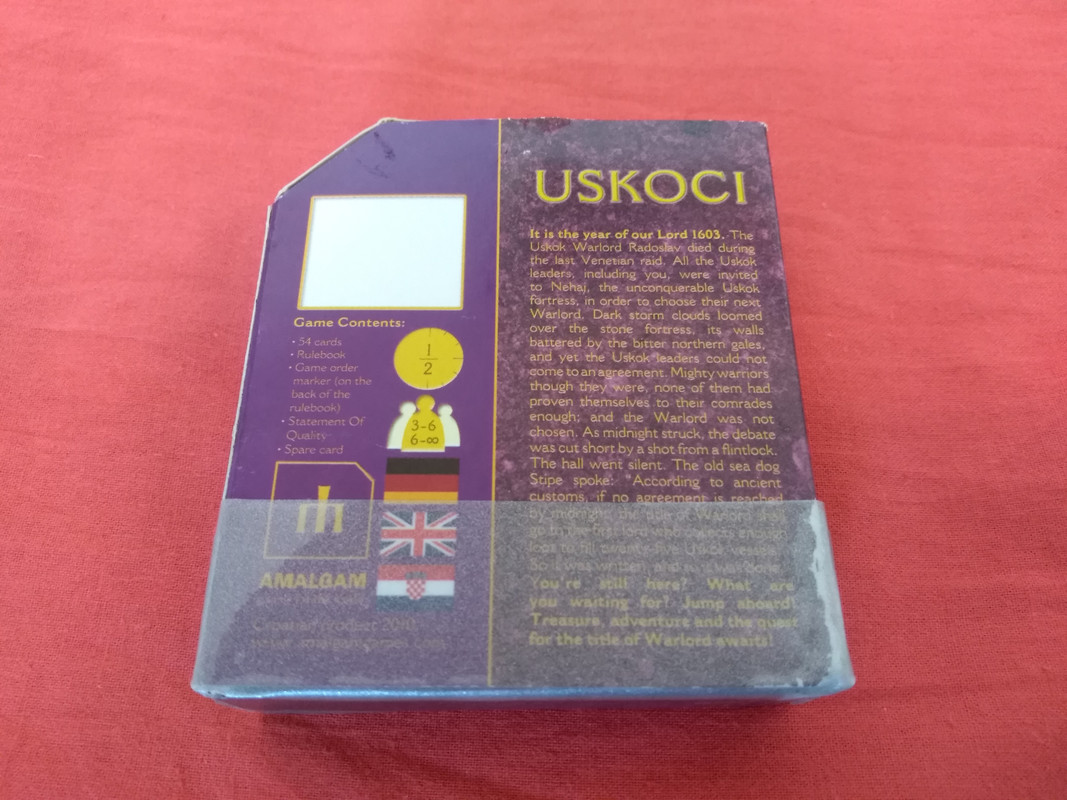 Game Contents:
• 54 cards
• Rulebook
• Game order
marker (on the
back of the
rulebook)
• Statement Of
Quality
• Spare card
1
2
3-6
6-∞
AMALGAM
USKOCI
It is the year of our Lord 1603. The
Uskok Warlord Radoslav died during
the last Venetian raid. All the Uskok
leaders, including you, were invited
to Nehaj, the unconquerable Uskok
fortress, in order to choose their next
Warlord. Dark storm clouds loomed
over the stone fortress, its walls
battered by the bitter northern gales,
and yet the Uskok leaders could not
come to an agreement. Mighty warriors
though they were, none of them had
proven themselves to their comrades
enough; and the Warlord was not
chosen. As midnight struck, the debate
was cut short by a shot from a flintlock.
The hall went silent. The old sea dog
Stipe spoke: "According to ancient
customs, if no agreement is reached
by midnight, the title of Warlord
go to the first lord who collects enough
loot to fill twenty-five Uskok vessels."
So it was written, and so it was done.
You're still here? What are
you waiting for? Jump aboard!
Treasure, adventure and the quest
for the title of Warlord awaits!